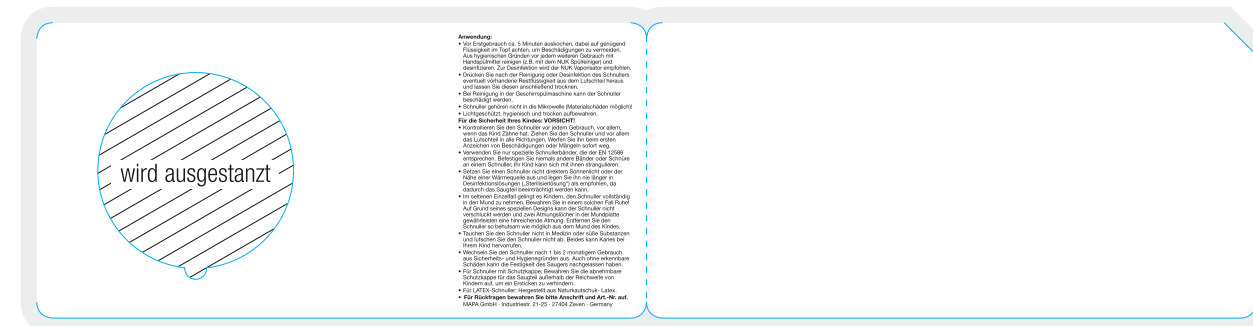 wird ausgestanzt
Anwendung:
• Vor Erstgebrauch ca. 5 Minuten auskochen, dabei auf genügend
Flüssigkeit im Topf achten, um Beschädigungen zu vermeiden.
Aus hygienischen Gründen vor jedem weiteren Gebrauch mit
Handspülmittel reinigen (z.B. mit dem NUK Spülreiniger) und
desinfizieren. Zur Desinfektion wird der NUK Vaporisator empfohlen.
• Drücken Sie nach der Reinigung oder Desinfektion des Schnullers
eventuell vorhandene Restflüssigkeit aus dem Lutschteil heraus
und lassen Sie diesen anschließend trocknen.
• Bei Reinigung in der Geschirrspülmaschine kann der Schnuller
beschädigt werden.
• Schnuller gehören nicht in die Mikrowelle (Materialschäden möglich)!
• Lichtgeschützt, hygienisch und trocken aufbewahren.
Für die Sicherheit Ihres Kindes: VORSICHT!
• Kontrollieren Sie den Schnuller vor jedem Gebrauch, vor allem,
wenn das Kind Zähne hat. Ziehen Sie den Schnuller und vor allem
das Lutschteil in alle Richtungen. Werfen Sie ihn beim ersten
Anzeichen von Beschädigungen oder Mängeln sofort weg.
• Verwenden Sie nur spezielle Schnullerbänder, die der EN 12586
entsprechen. Befestigen Sie niemals andere Bänder oder Schnüre
an einem Schnuller, Ihr Kind kann sich mit ihnen strangulieren.
• Setzen Sie einen Schnuller nicht direktem Sonnenlicht oder der
Nähe einer Wärmequelle aus und legen Sie ihn nie länger in
Desinfektionslösungen („Sterilisierlösung“) als empfohlen, da
dadurch das Saugteil beeinträchtigt werden kann.
• Im seltenen Einzelfall gelingt es Kindern, den Schnuller vollständig
in den Mund zu nehmen. Bewahren Sie in einem solchen Fall Ruhe!
Auf Grund seines speziellen Designs kann der Schnuller nicht
verschluckt werden und zwei Atmungslöcher in der Mundplatte
gewährleisten eine hinreichende Atmung. Entfernen Sie den
Schnuller so behutsam wie möglich aus dem Mund des Kindes.
• Tauchen Sie den Schnuller nicht in Medizin oder süße Substanzen
und lutschen Sie den Schnuller nicht ab. Beides kann Karies bei
Ihrem Kind hervorrufen.
• Wechseln Sie den Schnuller nach 1 bis 2 monatigem Gebrauch
aus Sicherheits- und Hygienegründen aus. Auch ohne erkennbare
Schäden kann die Festigkeit des Saugers nachgelassen haben.
• Für Schnuller mit Schutzkappe: Bewahren Sie die abnehmbare
Schutzkappe für das Saugteil außerhalb der Reichweite von
Kindern auf, um ein Ersticken zu verhindern.
• Für LATEX-Schnuller: Hergestellt aus Naturkautschuk- Latex.
• Für Rückfragen bewahren Sie bitte Anschrift und Art.-Nr. auf.
MAPA GmbH · Industriestr. 21-25 · 27404 Zeven · Germany